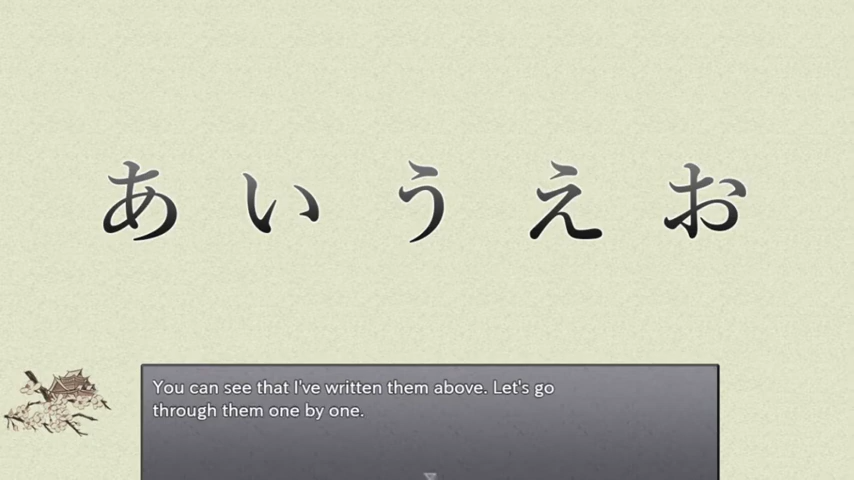 あ い う え お
You can see that I've written them above. Let's go
through them one by one.